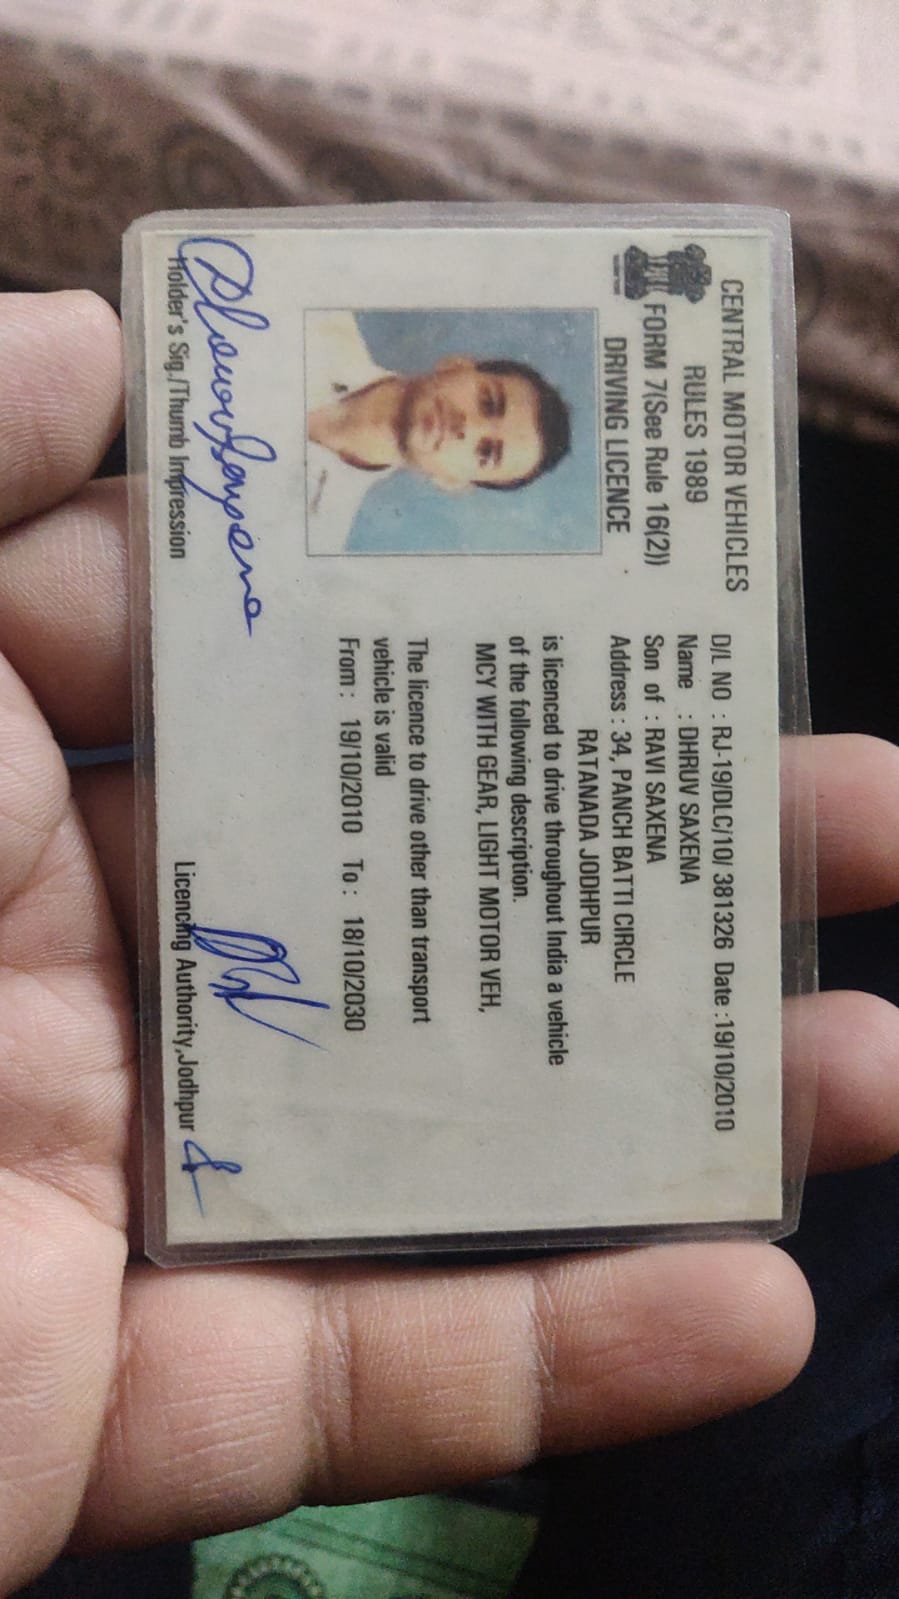 CENTRAL MOTOR VEHICLES
RULES 1989
FORM 7(See Rule 16(2))
DRIVING LICENCE
D/L NO : RJ-19/DLC/10/ 381326 Date :19/10/2010
Name : DHRUV SAXENA
Son of : RAVI SAXENA
Address : 34, PANCH BATTI CIRCLE
RATANADA JODHPUR
is licenced to drive throughout India a vehicle
of the following description.
MCY WITH GEAR, LIGHT MOTOR VEH,
The licence to drive other than transport
vehicle is valid
From : 19/10/2010 To : 18/10/2030
Dhruv Saxena
Holder's Sig./Thumb Impression
Licencing Authority,Jodhpur